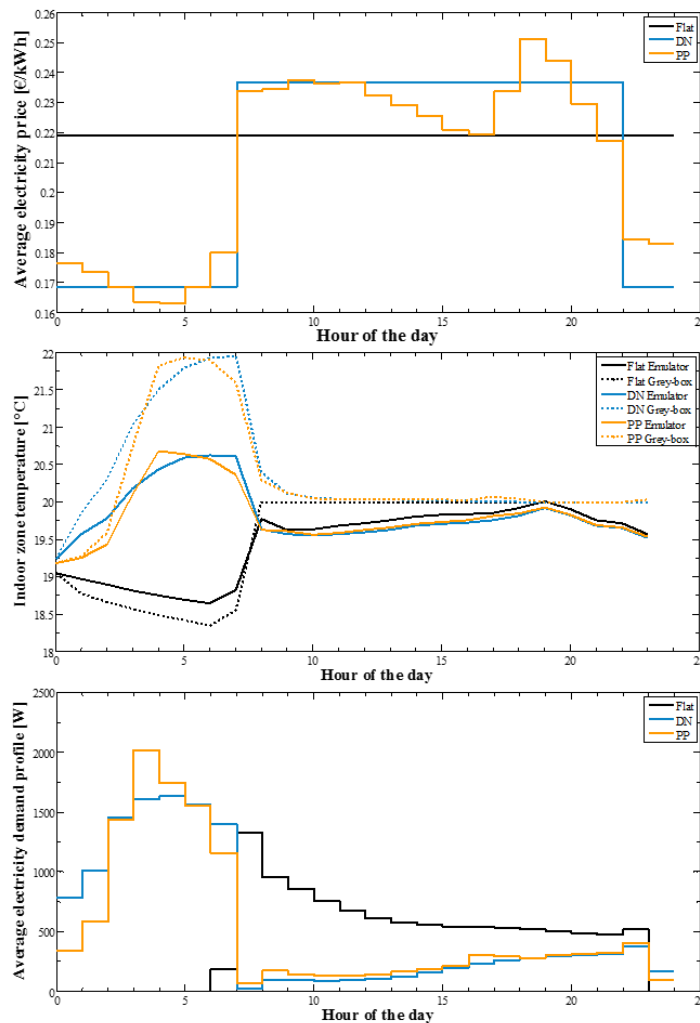 Average electricity price [€/kWh]
0.26
0.25
0.24
0.23
0.22
0.21
0.2
0.19
0.18
0.17
0.16
0
5
10
15
20
25
Hour of the day
Flat
DN
PP
Indoor zone temperature [°C]
22
21.5
21
20.5
20
19.5
19
18.5
18
0
5
10
15
20
Hour of the day
Flat Emulator
Flat Grey-box
DN Emulator
DN Grey-box
PP Emulator
PP Grey-box
Average electricity demand profile [W]
2500
2000
1500
1000
500
0
0
5
10
15
20
Hour of the day
Flat
DN
PP